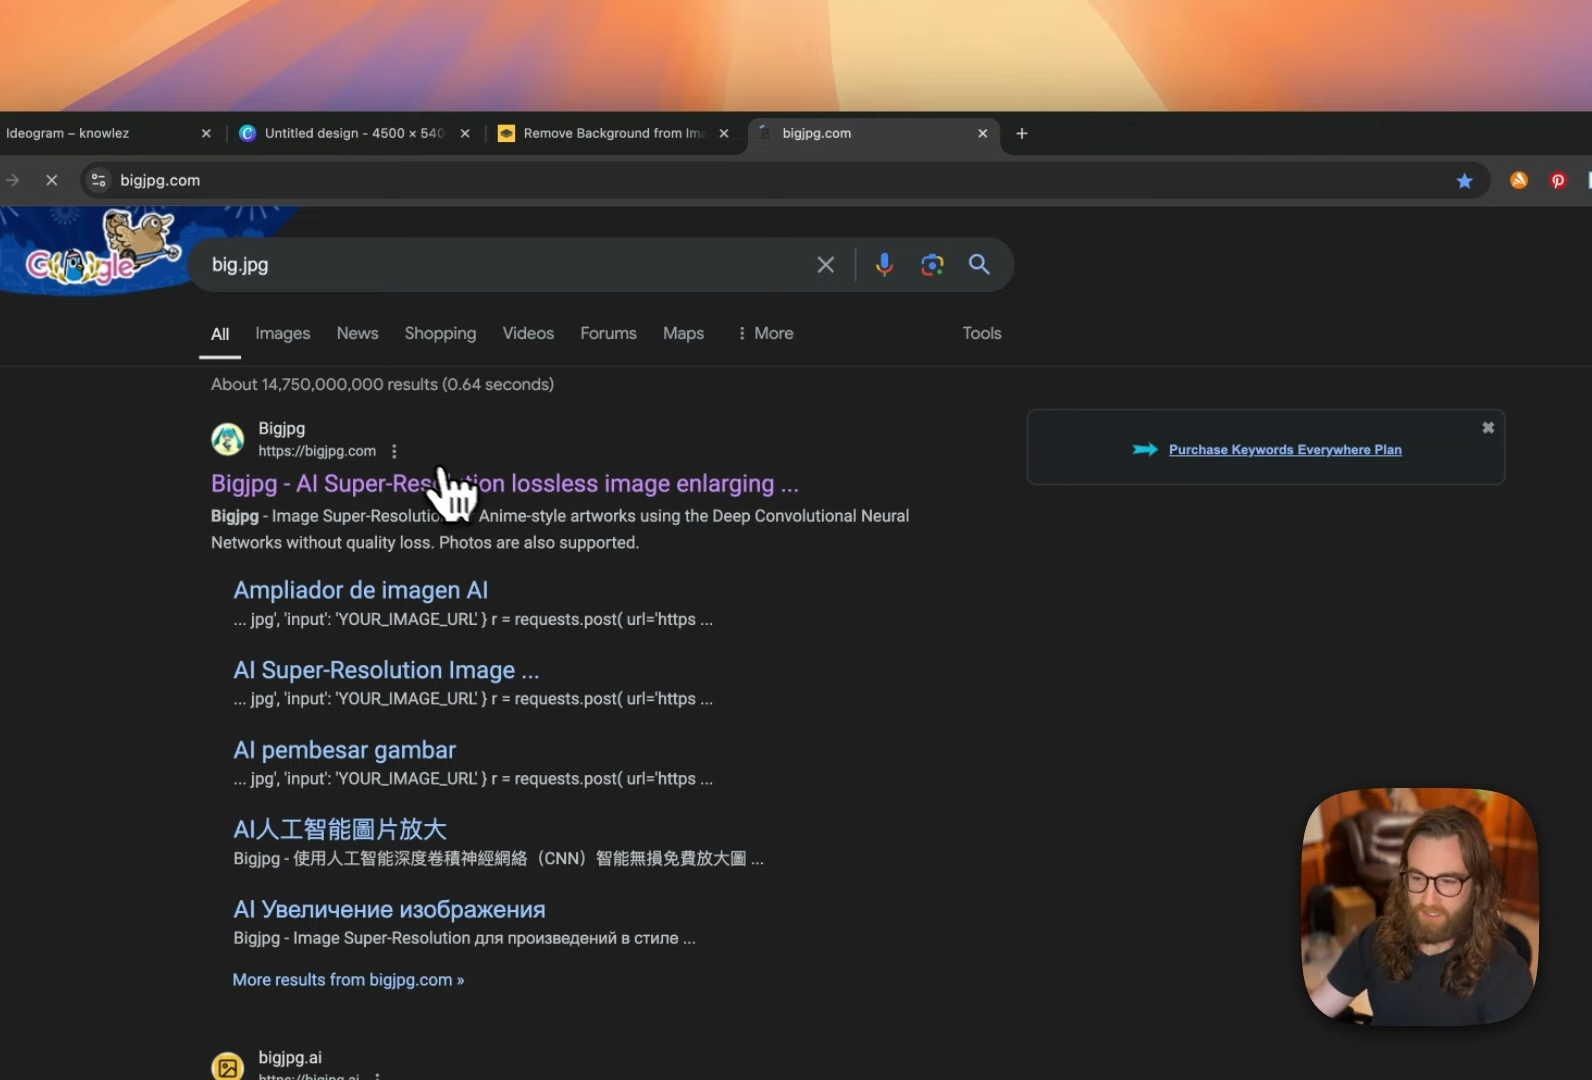 Ideogram – knowlez
Untitled design - 4500 × 540
Remove Background from Im
bigjpg.com
bigjpg.com
Google
big.jpg
All
Images
News
Shopping
Videos
Forums
Maps
More
Tools
About 14,750,000,000 results (0.64 seconds)
Bigjpg
https://bigjpg.com
Bigjpg - AI Super-Resolution lossless image enlarging ...
Purchase Keywords Everywhere Plan
Bigjpg - Image Super-Resolutio Anime-style artworks using the Deep Convolutional Neural
Networks without quality loss. Photos are also supported.
Ampliador de imagen AI
... jpg', 'input': 'YOUR_IMAGE_URL' } r = requests.post( url='https ...
AI Super-Resolution Image ...
... jpg', 'input': 'YOUR_IMAGE_URL' } r = requests.post( url='https ...
AI pembesar gambar
... jpg', 'input': 'YOUR_IMAGE_URL' } r = requests.post( url='https ...
AI人工智能圖片放大
Bigjpg - 使用人工智能深度卷積神經網絡（CNN）智能無損免費放大圖 ...
AI Увеличение изображения
Bigjpg - Image Super-Resolution для произведений в стиле ...
More results from bigjpg.com »
bigjpg.ai
https://bigjpg.ai